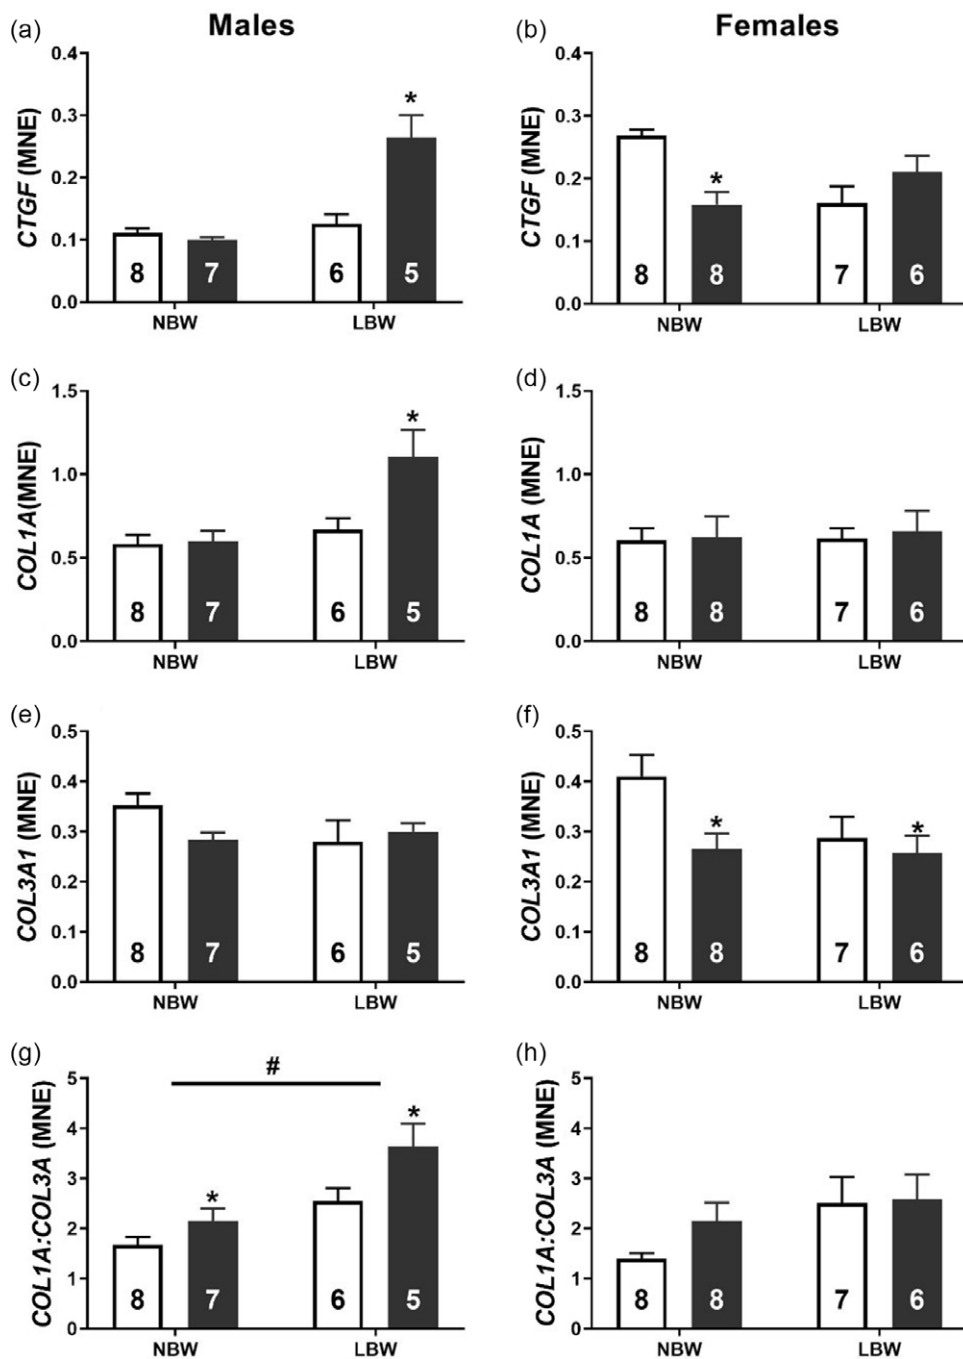 (a) Males (b) Females
0.4 0.4
0.3 * 0.3
CTGF (MNE) 0.2 CTGF (MNE) 0.2 *
0.1 0.1
8 7 6 5 8 8 7 6
0.0 0.0
NBW LBW NBW LBW
(c) (d)
1.5 1.5
*
COL1A(MNE) 1.0 COL1A (MNE) 1.0
0.5 0.5
8 7 6 5 8 8 7 6
0.0 0.0
NBW LBW NBW LBW
(e) (f)
0.5 0.5
0.4 0.4
COL3A1 (MNE) 0.3 COL3A1 (MNE) 0.3 * *
0.2 0.2
0.1 0.1
8 7 6 5 8 8 7 6
0.0 0.0
NBW LBW NBW LBW
(g) (h)
#
5 5
4 * 4
COL1A:COL3A (MNE) 3 COL1A:COL3A (MNE) 3
* 
2 2
1 1
8 7 6 5 8 8 7 6
0 0
NBW LBW NBW LBW